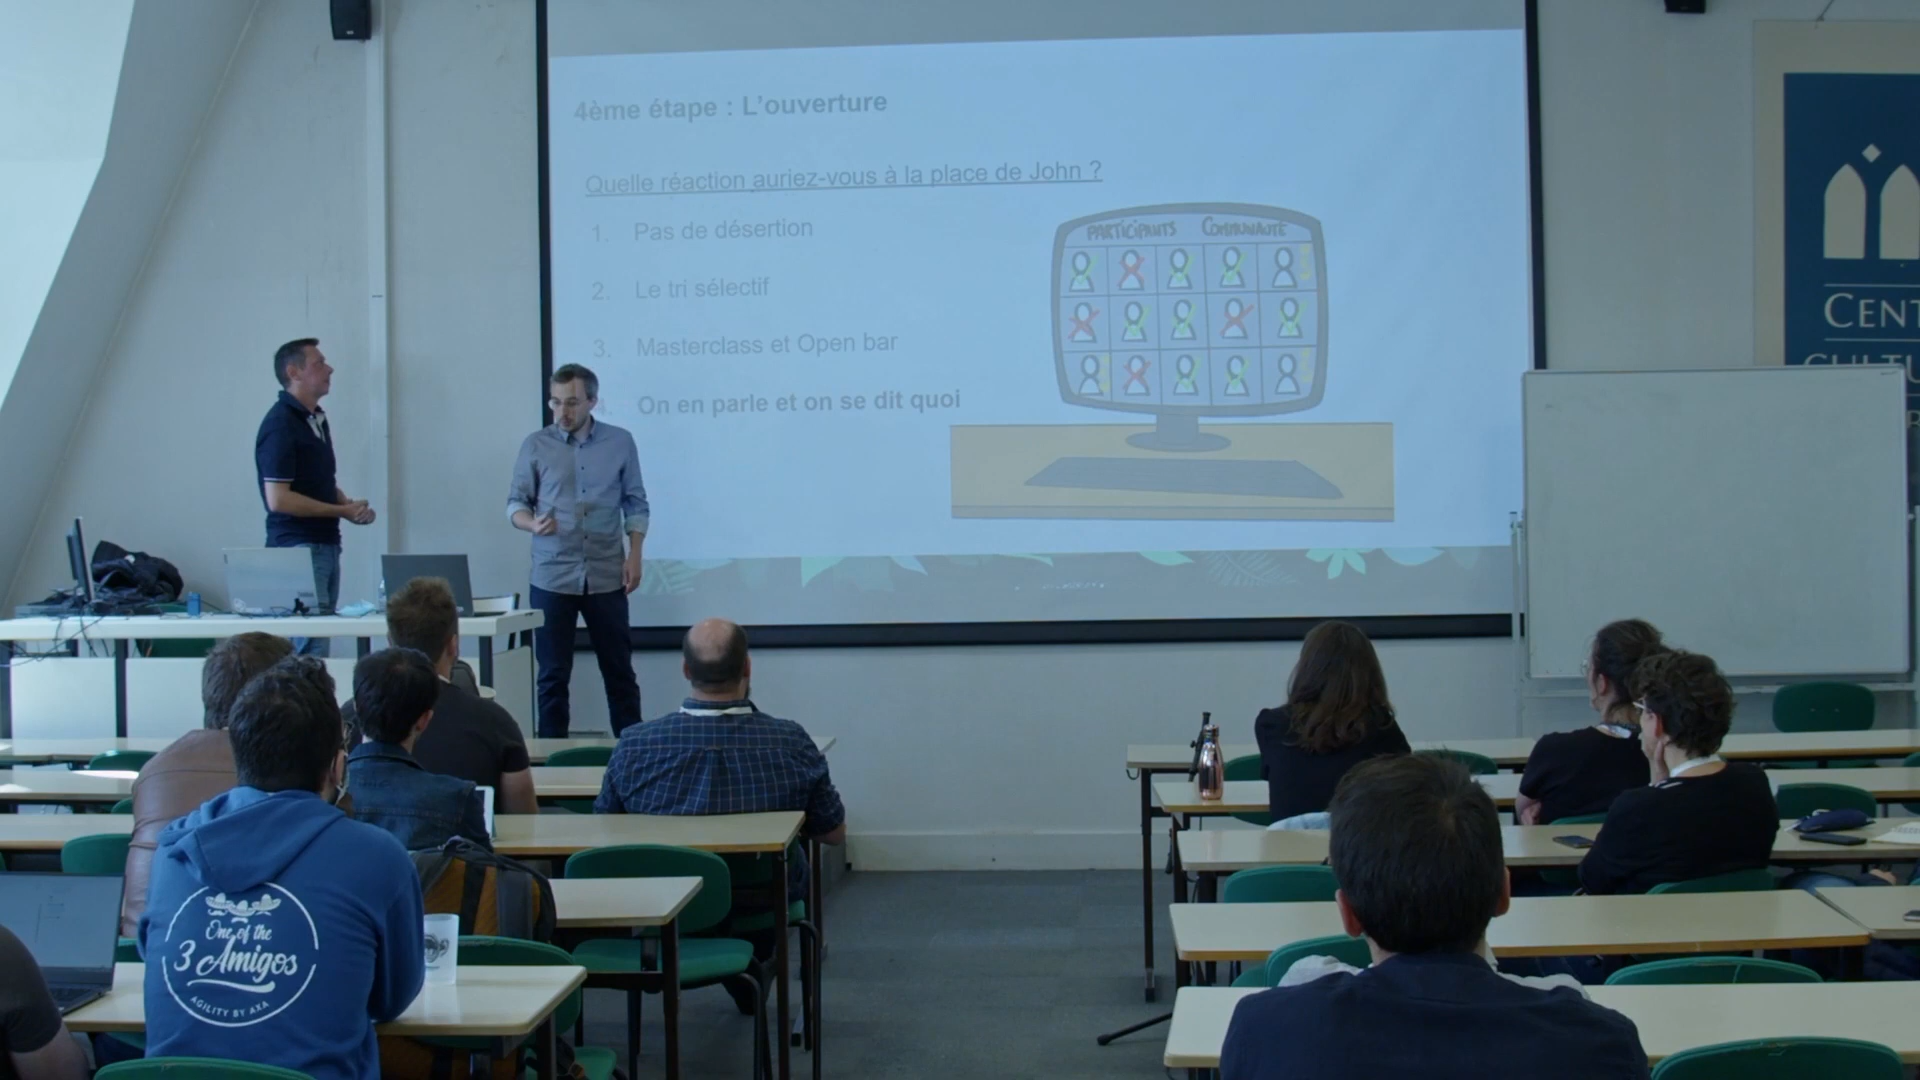 4ème étape : L'ouverture
Quelle réaction auriez-vous à la place de John ?
1. Pas de désertion
2. Le tri sélectif
3. Masterclass et Open bar
4. On en parle et on se dit quoi
PARTICIPANTS COMMUNAUTÉ
CENT
CULTU
One of the
3 Amigos
AGILITY BY AXA